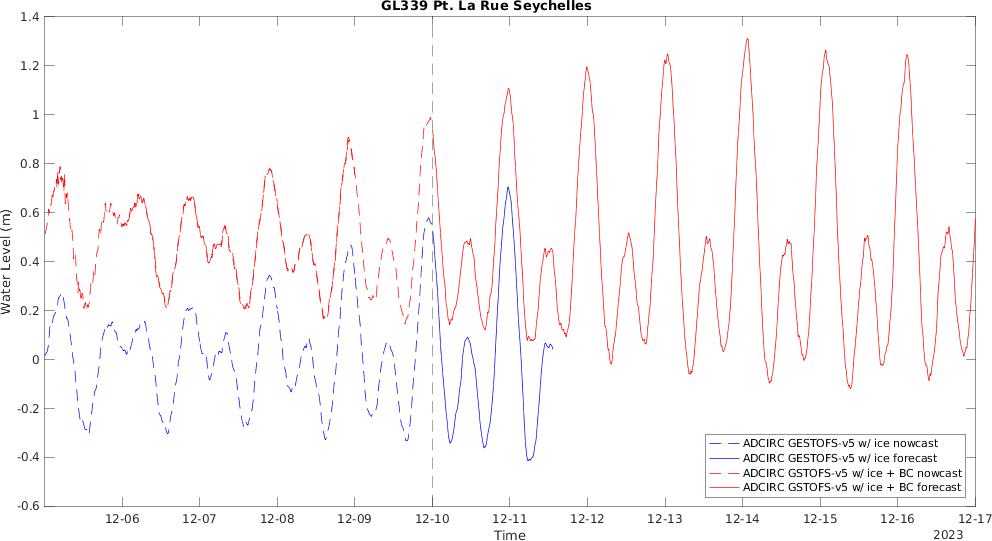 GL339 Pt. La Rue Seychelles
1.4
1.2
1
0.8
0.6
0.4
0.2
0
-0.2
-0.4
-0.6
Water Level (m)
ADCIRC GESTOFS-v5 w/ ice nowcast
ADCIRC GESTOFS-v5 w/ ice forecast
ADCIRC GSTOFS-v5 w/ ice + BC nowcast
ADCIRC GSTOFS-v5 w/ ice + BC forecast
12-06 12-07 12-08 12-09 12-10 12-11 12-12 12-13 12-14 12-15 12-16 12-17
Time
2023